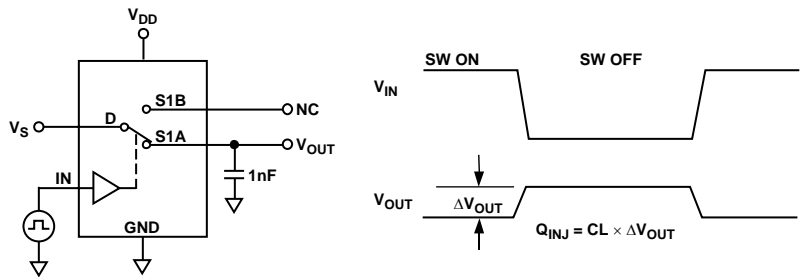 VDD
SW ON
SW OFF
VIN
S1B
NC
D
VS
S1A
VOUT
IN
1nF
VOUT
ΔVOUT
GND
QINJ = CL × ΔVOUT